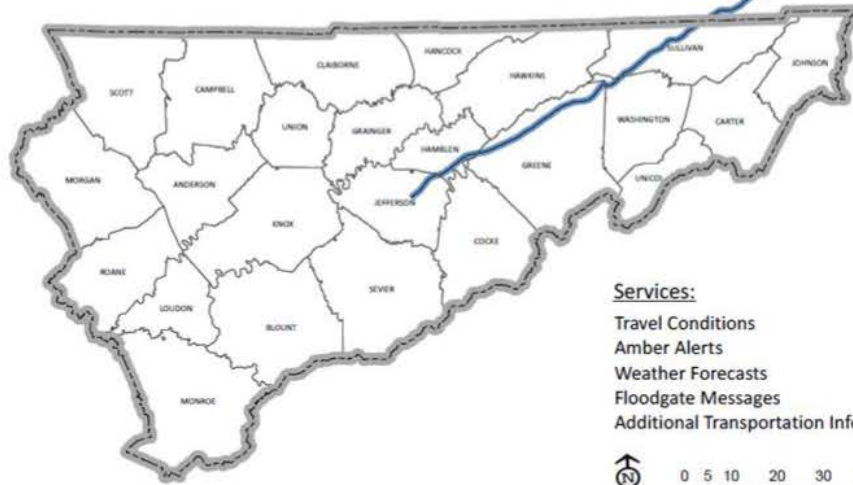 HANCOCK
SULLIVAN
CLAIBORNE
JOHNSON
HAWKINS
SCOTT
CAMPBELL
UNION
GRAINGER
WASHINGTON
CARTER
HAMBLEN
GREENE
MORGAN
ANDERSON
UNICOI
JEFFERSON
KNOX
COCKE
ROANE
SEVIER
LOUDON
BLOUNT
MONROE
Services:
Travel Conditions
Amber Alerts
Weather Forecasts
Floodgate Messages
Additional Transportation Info
N
0 5 10 20 30